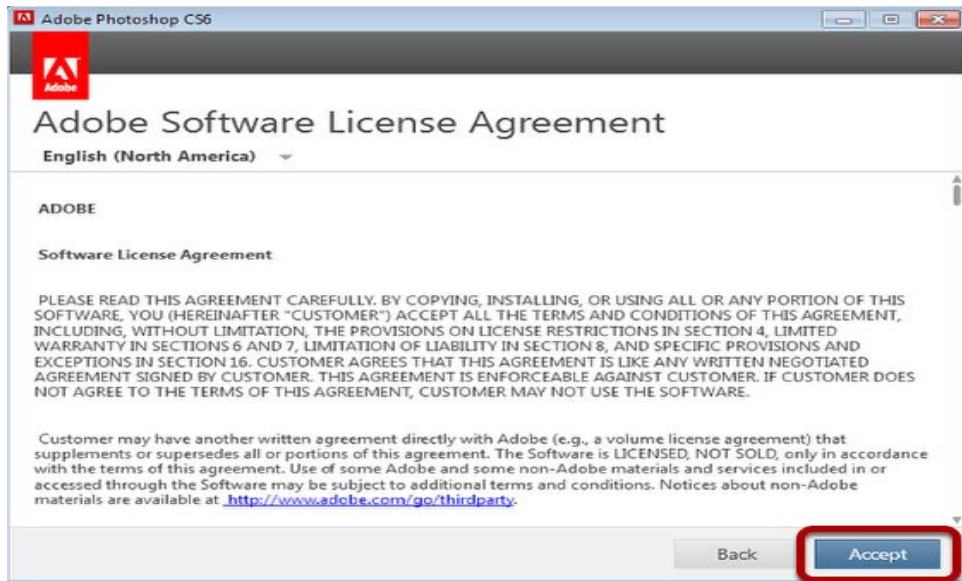 Adobe Photoshop CS6
Adobe
Adobe Software License Agreement
English (North America)
ADOBE
Software License Agreement
PLEASE READ THIS AGREEMENT CAREFULLY. BY COPYING, INSTALLING, OR USING ALL OR ANY PORTION OF THIS
SOFTWARE, YOU (HEREINAFTER "CUSTOMER") ACCEPT ALL THE TERMS AND CONDITIONS OF THIS AGREEMENT,
INCLUDING, WITHOUT LIMITATION, THE PROVISIONS ON LICENSE RESTRICTIONS IN SECTION 4, LIMITED
WARRANTY IN SECTIONS 6 AND 7, LIMITATION OF LIABILITY IN SECTION 8, AND SPECIFIC PROVISIONS AND
EXCEPTIONS IN SECTION 16. CUSTOMER AGREES THAT THIS AGREEMENT IS LIKE ANY WRITTEN NEGOTIATED
AGREEMENT SIGNED BY CUSTOMER. THIS AGREEMENT IS ENFORCEABLE AGAINST CUSTOMER. IF CUSTOMER DOES
NOT AGREE TO THE TERMS OF THIS AGREEMENT, CUSTOMER MAY NOT USE THE SOFTWARE.
Customer may have another written agreement directly with Adobe (e.g., a volume license agreement) that
supplements or supersedes all or portions of this agreement. The Software is LICENSED, NOT SOLD, only in accordance
with the terms of this agreement. Use of some Adobe and some non-Adobe materials and services included in or
accessed through the Software may be subject to additional terms and conditions. Notices about non-Adobe
materials are available at http://www.adobe.com/go/thirdparty.
Back
Accept